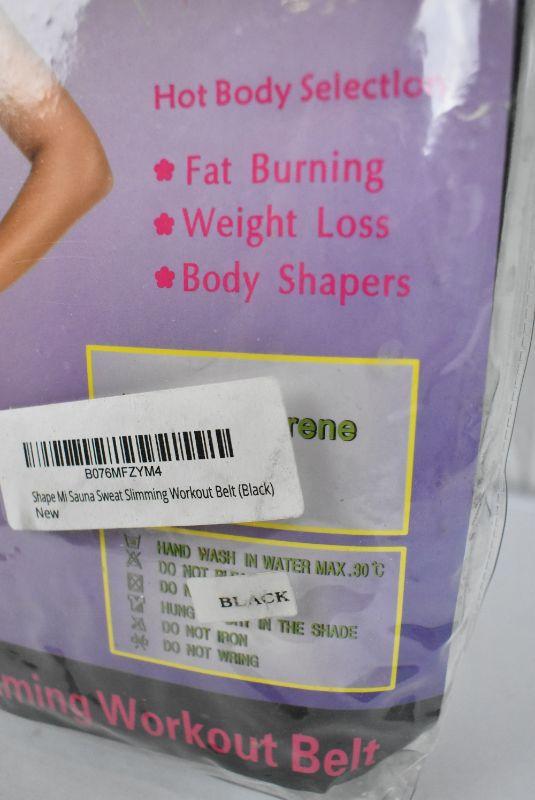 Hot Body Selection
Fat Burning
Weight Loss
Body Shapers
rene
B076MFZYM4
Shape Mi Sauna Sweat Slimming Workout Belt (Black)
New
HAND WASH IN WATER MAX.30℃
DO NOT
DO
BLACK
HUNG IN THE SHADE
DO NOT IRON
DO NOT WRING
ming Workout Belt